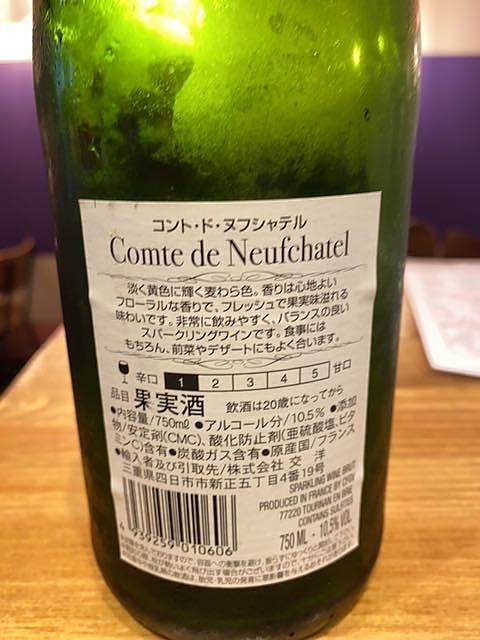 コント・ド・ヌフシャテル
Comte de Neufchatel
淡く黄色に輝く麦わら色。香りは心地よい
フローラルな香りで、フレッシュで果実味溢れる
味わいです。非常に飲みやすく、バランスの良い
スパークリングワインです。食事には
もちろん、前菜やデザートにもよく合います。
辛口 1 2 3 4 5 甘口
品目 果実酒 飲酒は20歳になってから
●内容量/750mℓ ●アルコール分/10.5% ●添加
物/安定剤(CMC)、酸化防止剤(亜硫酸塩、ビタ
ミンC)含有 ●炭酸ガス含有 ●原産国/フランス
●輸入者及び引取先/株式会社 交洋
三重県四日市市新正五丁目4番19号
SPARKLING WINE BRUT
PRODUCED IN FRANCE BY CFGV
77220 TOURNAN EN BRIE
CONTAINS SULFITES
750 ML - 10.5% VOL
4 939259 010606